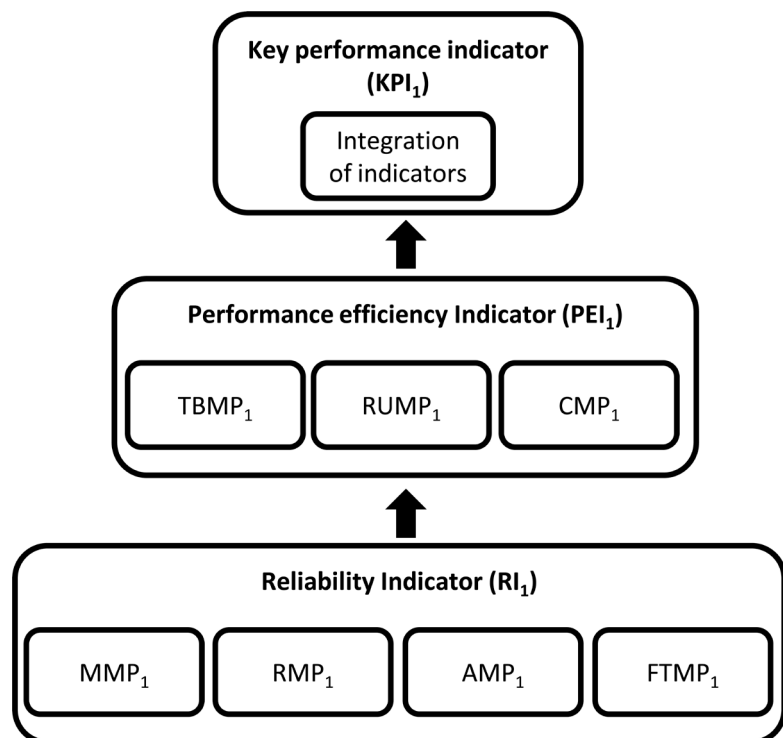 Key performance indicator
(KPI₁)
Integration
of indicators
Performance efficiency Indicator (PEI₁)
TBMP₁
RUMP₁
CMP₁
Reliability Indicator (RI₁)
MMP₁
RMP₁
AMP₁
FTMP₁